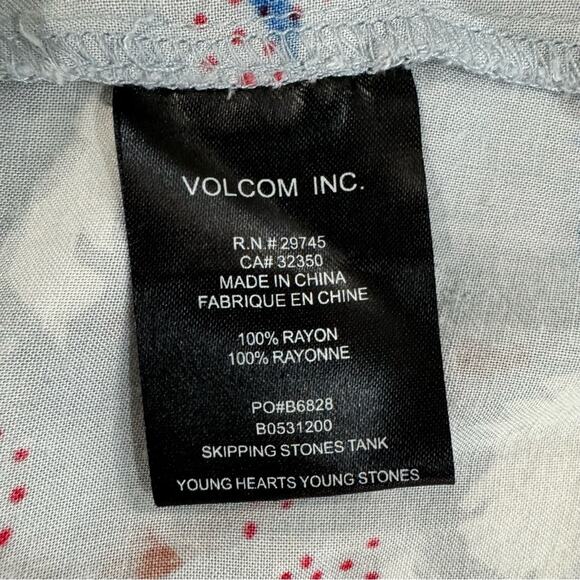 VOLCOM INC.
R.N.# 29745
CA# 32350
MADE IN CHINA
FABRIQUE EN CHINE
100% RAYON
100% RAYONNE
PO#B6828
B0531200
SKIPPING STONES TANK
YOUNG HEARTS YOUNG STONES